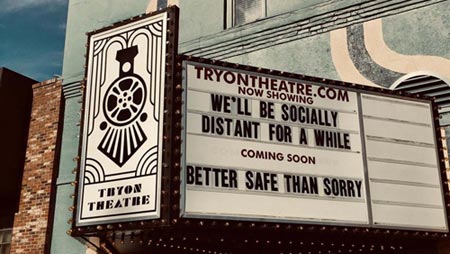 TRYON THEATRE
TRYONTHEATRE.COM
NOW SHOWING
WE'LL BE SOCIALLY
DISTANT FOR A WHILE
COMING SOON
BETTER SAFE THAN SORRY